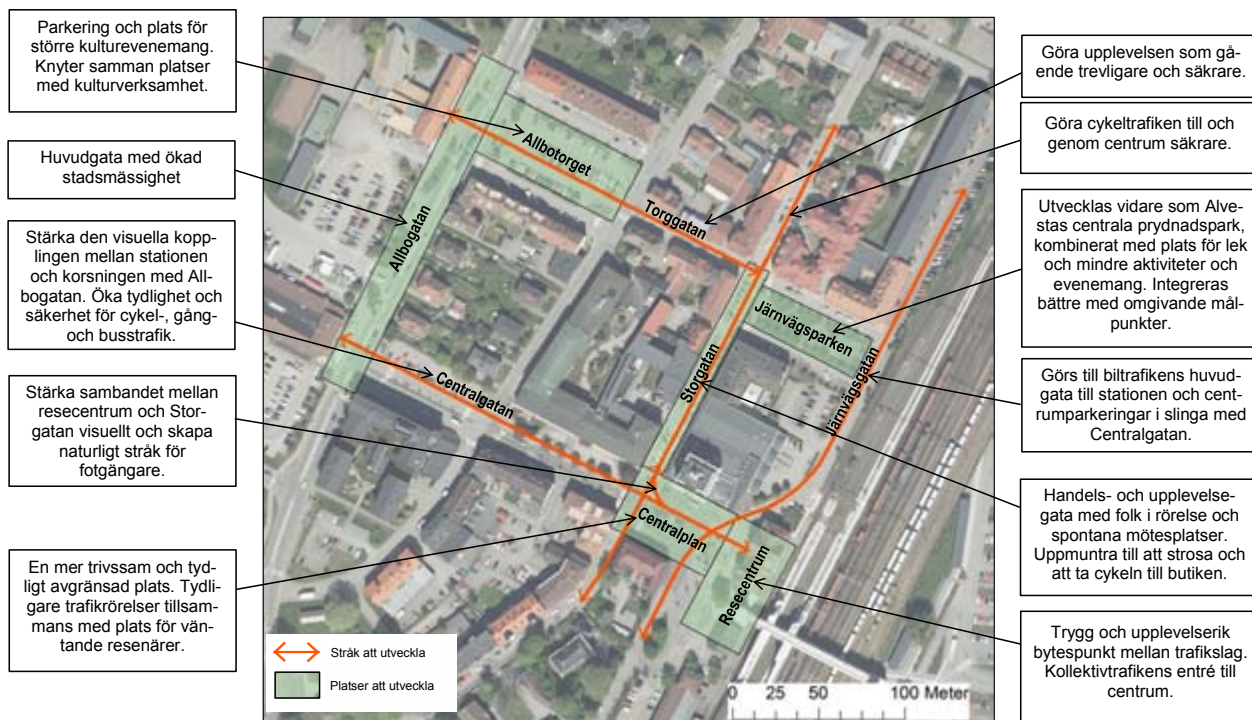 Parkering och plats för
större kulturevenemang.
Knyter samman platser
med kulturverksamhet.
Huvudgata med ökad
stadsmässighet
Stärka den visuella kopp-
lingen mellan stationen
och korsningen med All-
bogatan. Öka tydlighet och
säkerhet för cykel-, gång-
och busstrafik.
Stärka sambandet mellan
resecentrum och Stor-
gatan visuellt och skapa
naturligt stråk för
fotgängare.
En mer trivssam och tyd-
ligt avgränsad plats. Tydli-
gare trafikrörelser tillsam-
mans med plats för vän-
tande resenärer.
Allbotorget
Torggatan
Allbogatan
Järnvägsparken
Storgatan
Järnvägsgatan
Centralgatan
Centralplan
Resecentrum
Stråk att utveckla
Platser att utveckla
0 25 50 100 Meter
Göra upplevelsen som gå-
ende trevligare och säkrare.
Göra cykeltrafiken till och
genom centrum säkrare.
Utvecklas vidare som Alve-
stas centrala prydnadspark,
kombinerat med plats för lek
och mindre aktiviteter och
evenemang. Integreras
bättre med omgivande mål-
punkter.
Görs till biltrafikens huvud-
gata till stationen och cent-
rumparkeringar i slinga med
Centralgatan.
Handels- och upplevelse-
gata med folk i rörelse och
spontana mötesplatser.
Uppmuntra till att strosa och
att ta cykeln till butiken.
Trygg och upplevelserik
bytespunkt mellan trafikslag.
Kollektivtrafikens entré till
centrum.